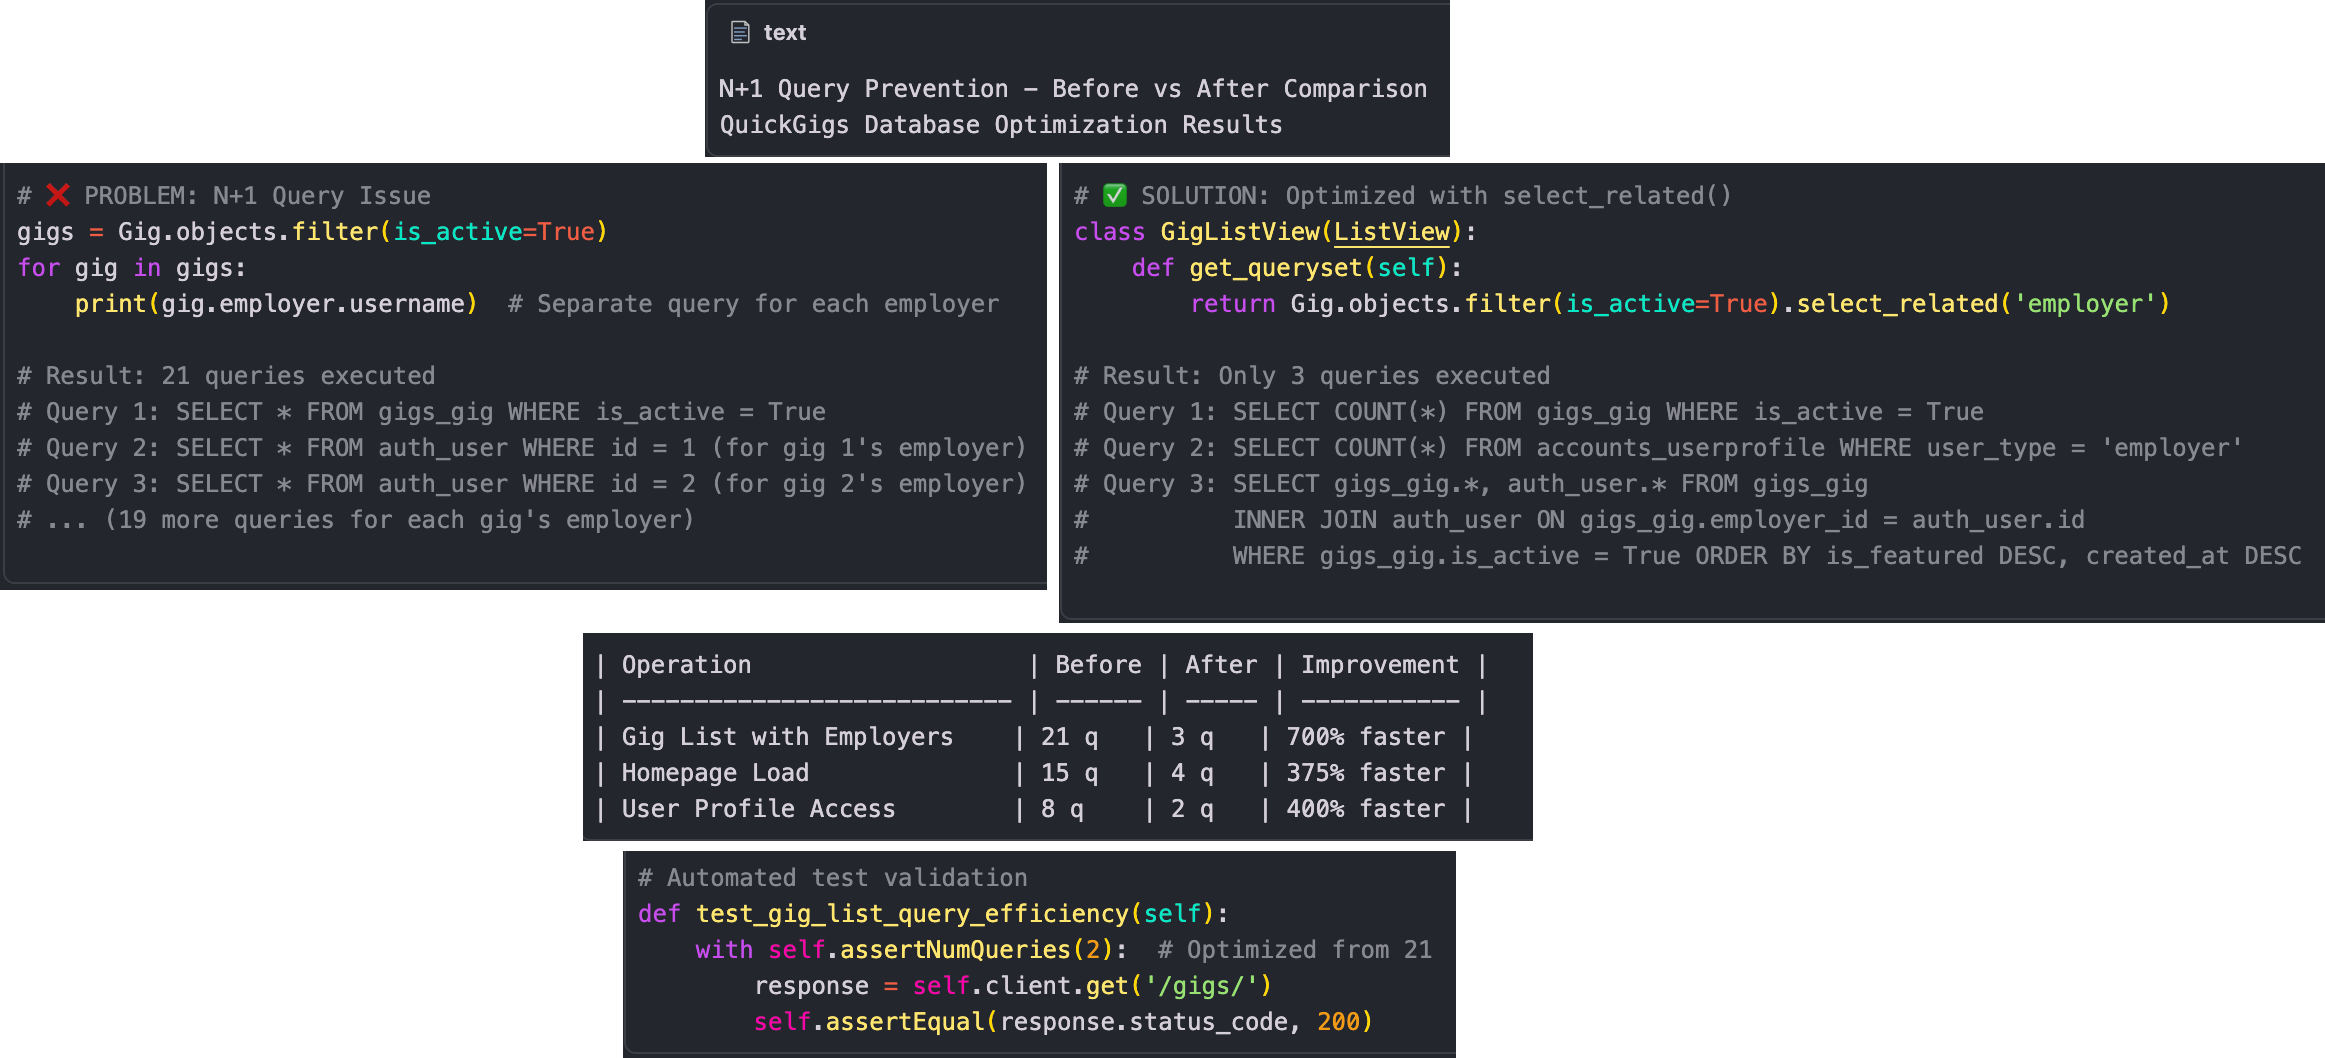 text
N+1 Query Prevention – Before vs After Comparison
QuickGigs Database Optimization Results
# ❌ PROBLEM: N+1 Query Issue
gigs = Gig.objects.filter(is_active=True)
for gig in gigs:
    print(gig.employer.username)  # Separate query for each employer
# Result: 21 queries executed
# Query 1: SELECT * FROM gigs_gig WHERE is_active = True
# Query 2: SELECT * FROM auth_user WHERE id = 1 (for gig 1's employer)
# Query 3: SELECT * FROM auth_user WHERE id = 2 (for gig 2's employer)
# ... (19 more queries for each gig's employer)
# ✅ SOLUTION: Optimized with select_related()
class GigListView(ListView):
    def get_queryset(self):
        return Gig.objects.filter(is_active=True).select_related('employer')
# Result: Only 3 queries executed
# Query 1: SELECT COUNT(*) FROM gigs_gig WHERE is_active = True
# Query 2: SELECT COUNT(*) FROM accounts_userprofile WHERE user_type = 'employer'
# Query 3: SELECT gigs_gig.*, auth_user.* FROM gigs_gig
#          INNER JOIN auth_user ON gigs_gig.employer_id = auth_user.id
#          WHERE gigs_gig.is_active = True ORDER BY is_featured DESC, created_at DESC
| Operation                   | Before | After | Improvement |
| --------------------------- | ------ | ----- | ----------- |
| Gig List with Employers    | 21 q   | 3 q   | 700% faster |
| Homepage Load              | 15 q   | 4 q   | 375% faster |
| User Profile Access        | 8 q    | 2 q   | 400% faster |
# Automated test validation
def test_gig_list_query_efficiency(self):
    with self.assertNumQueries(2):  # Optimized from 21
        response = self.client.get('/gigs/')
        self.assertEqual(response.status_code, 200)